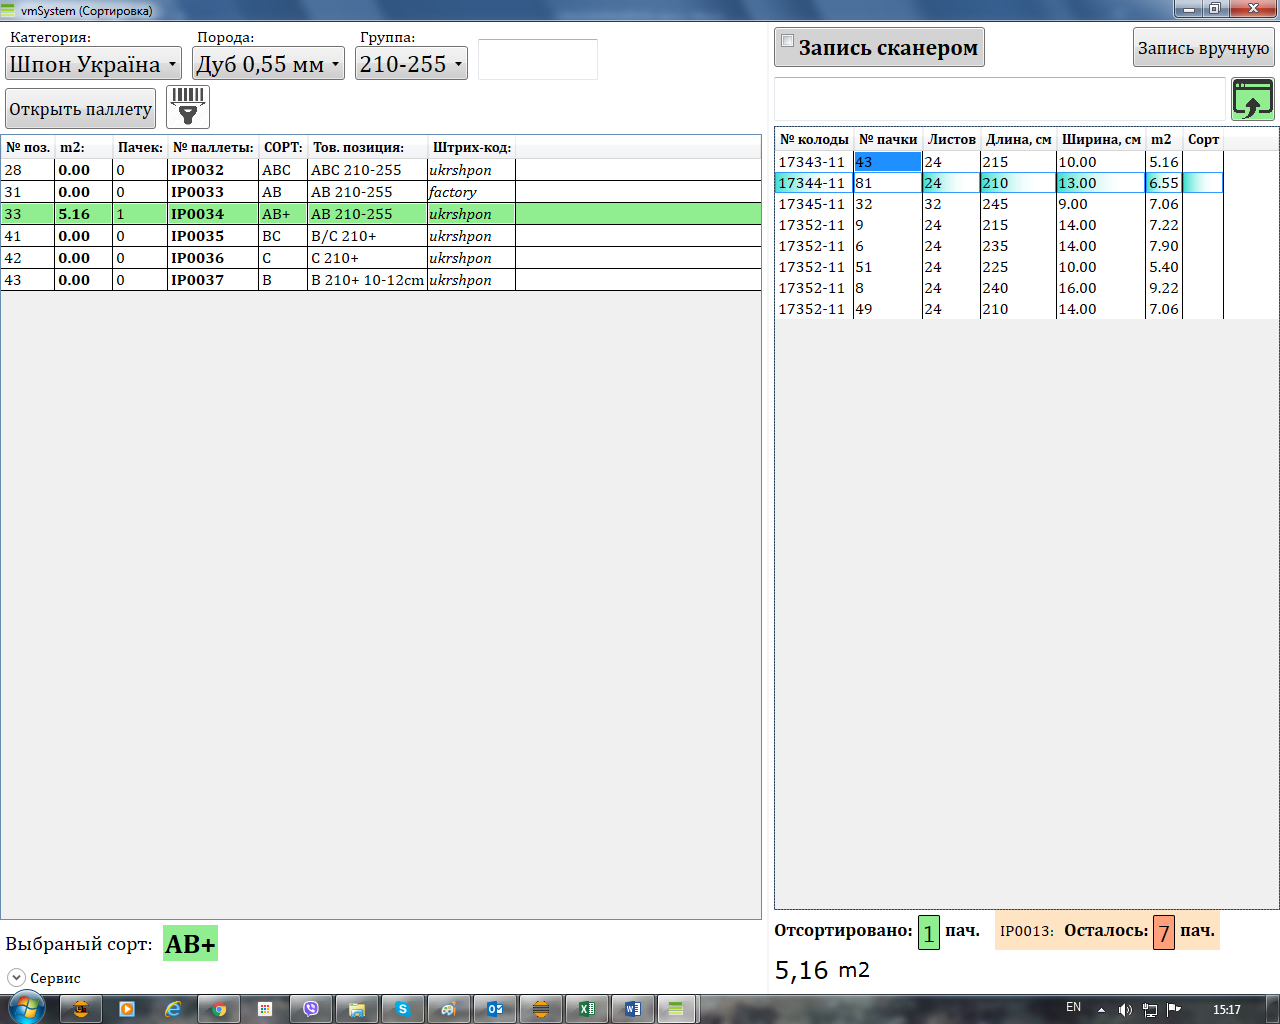 vmSystem (Сортировка)
Категория: Порода: Группа:
Шпон Україна Дуб 0,55 мм 210-255
Открыть паллету
№ поз. m2: Пачек: № паллеты: СОРТ: Тов. позиция: Штрих-код:
28 0.00 0 IP0032 ABC ABC 210-255 ukrshpon
31 0.00 0 IP0033 AB AB 210-255 factory
33 5.16 1 IP0034 AB+ AB 210-255 ukrshpon
41 0.00 0 IP0035 BC B/C 210+ ukrshpon
42 0.00 0 IP0036 C C 210+ ukrshpon
43 0.00 0 IP0037 B B 210+ 10-12cm ukrshpon
Выбраный сорт: AB+
Сервис
Запись сканером Запись вручную
№ колоды № пачки Листов Длина, см Ширина, см m2 Сорт
17343-11 43 24 215 10.00 5.16
17344-11 81 24 210 13.00 6.55
17345-11 32 32 245 9.00 7.06
17352-11 9 24 215 14.00 7.22
17352-11 6 24 235 14.00 7.90
17352-11 51 24 225 10.00 5.40
17352-11 8 24 240 16.00 9.22
17352-11 49 24 210 14.00 7.06
Отсортировано: 1 пач. IP0013: Осталось: 7 пач.
5,16 m2
EN 15:17